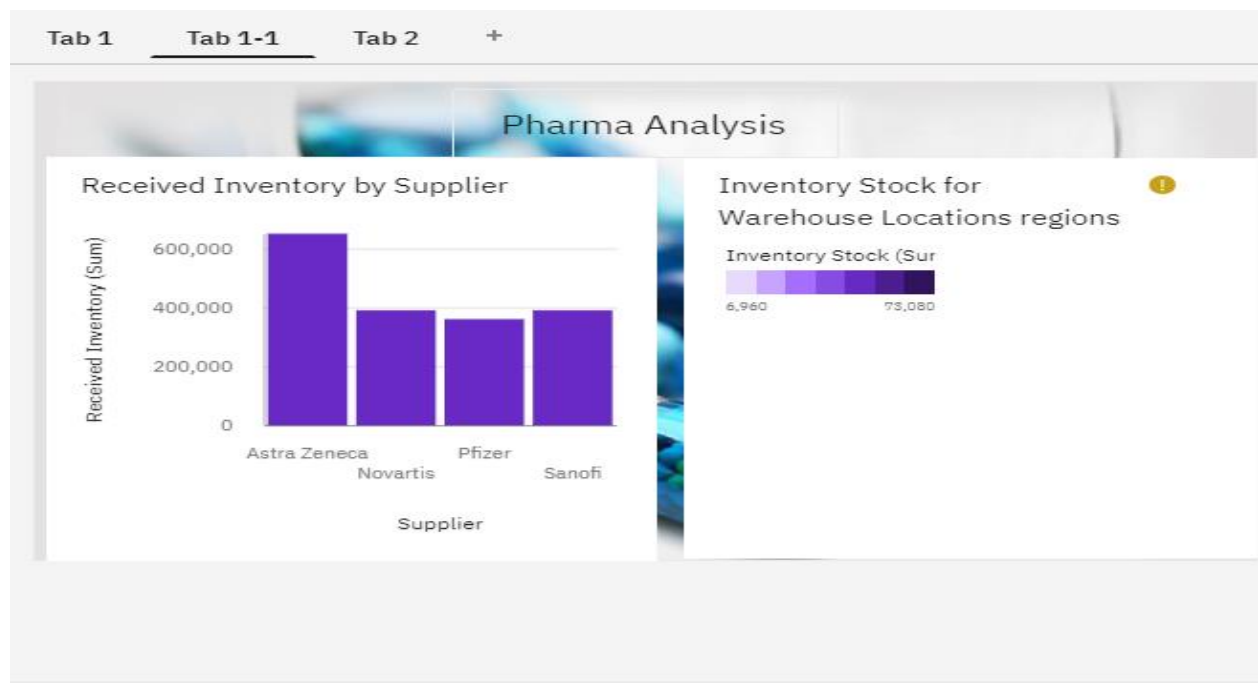 Tab 1 Tab 1-1 Tab 2 +
Pharma Analysis
Received Inventory by Supplier
Received Inventory (Sum)
600,000
400,000
200,000
0
Astra Zeneca Pfizer
Novartis Sanofi
Supplier
Inventory Stock for
Warehouse Locations regions
!
Inventory Stock (Sur
6,960 73,080